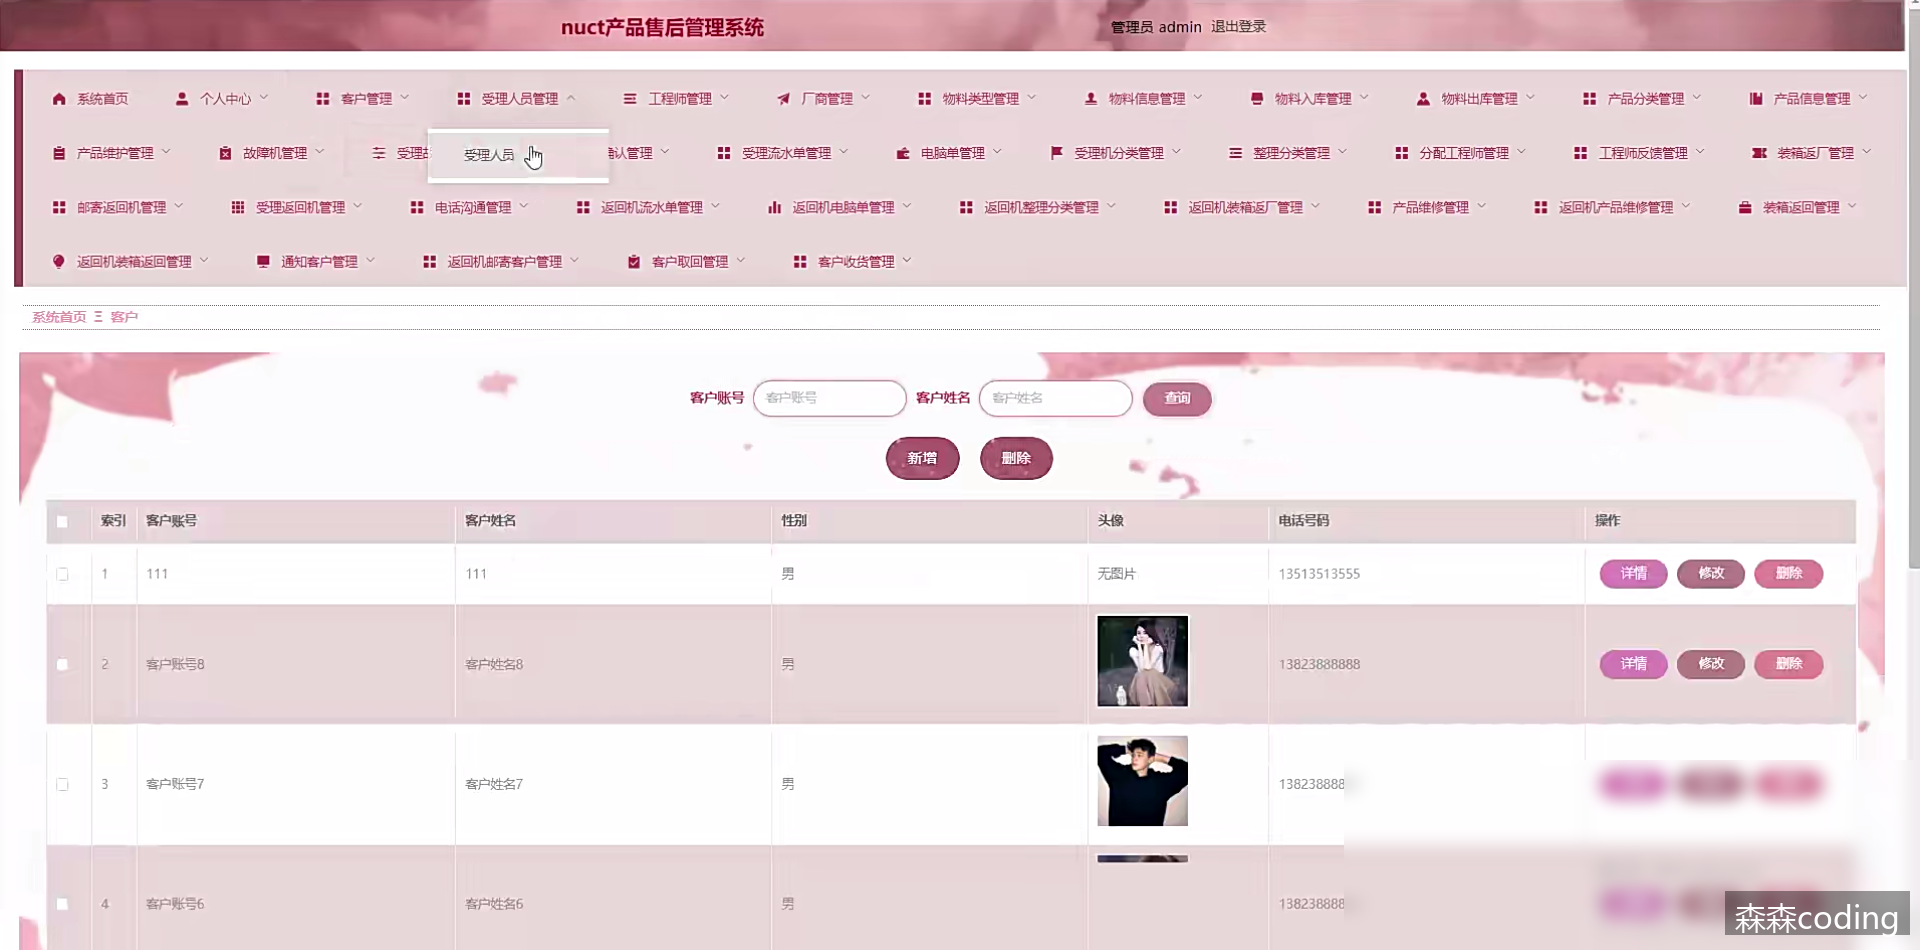 nuct产品售后管理系统 管理员 admin 退出登录
系统首页 个人中心 客户管理 受理人员管理 工程师管理 厂商管理 物料类型管理 物料信息管理 物料入库管理 物料出库管理 产品分类管理 产品信息管理
产品维护管理 故障机管理 受理 受理人员 认管理 受理流水单管理 电脑单管理 受理机分类管理 整理分类管理 分配工程师管理 工程师反馈管理 装箱返厂管理
邮寄返回机管理 受理返回机管理 电话沟通管理 返回机流水单管理 返回机电脑单管理 返回机整理分类管理 返回机装箱返厂管理 产品维修管理 返回机产品维修管理 装箱返回管理
返回机装箱返回管理 通知客户管理 返回机邮寄客户管理 客户取回管理 客户收货管理
系统首页 Ξ 客户
客户账号 客户账号 客户姓名 客户姓名 查询
新增 删除
索引 客户账号 客户姓名 性别 头像 电话号码 操作
1 111 111 男 无图片 13513513555 详情 修改 删除
2 客户账号8 客户姓名8 男 13823888888 详情 修改 删除
3 客户账号7 客户姓名7 男 138238888
4 客户账号6 客户姓名6 男 138238888
森森coding